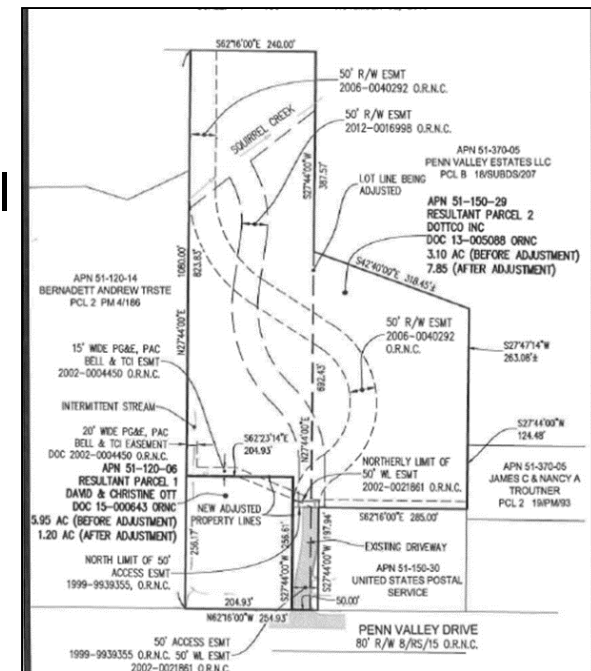 S62°16'00"E 240.00'
50' R/W ESMT
2006-0040292 O.R.N.C.
50' R/W ESMT
2012-0016998 O.R.N.C.
SQUIRREL CREEK
S27°44'00"W
387.57'
APN 51-370-05
PENN VALLEY ESTATES LLC
PCL B 18/SUBDS/207
LOT LINE BEING
ADJUSTED
APN 51-150-29
RESULTANT PARCEL 2
DOTTCO INC
DOC 13-005088 ORNC
3.10 AC (BEFORE ADJUSTMENT)
7.85 (AFTER ADJUSTMENT)
S42°40'00"E 318.45'±
1080.00'
823.83'
N27°44'00"E
APN 51-120-14
BERNADETT ANDREW TRSTE
PCL 2 PM 4/186
50' R/W ESMT
2006-0040292
O.R.N.C.
S27°47'14"W
263.08'±
15' WIDE PG&E, PAC
BELL & TCI ESMT
2002-0004450 O.R.N.C.
692.43'
N27°44'00"E
INTERMITTENT STREAM
S27°44'00"W
124.48'
20' WIDE PG&E, PAC
BELL & TCI EASEMENT
DOC 2002-0004450 O.R.N.C.
S62°23'14"E
204.93'
NORTHERLY LIMIT OF
50' WL ESMT
2002-0021861 O.R.N.C.
APN 51-370-05
JAMES C & NANCY A
TROUTNER
PCL 2 19/PM/93
APN 51-120-06
RESULTANT PARCEL 1
DAVID & CHRISTINE OTT
DOC 15-000643 ORNC
5.95 AC (BEFORE ADJUSTMENT)
1.20 AC (AFTER ADJUSTMENT)
NEW ADJUSTED
PROPERTY LINES
S62°16'00"E 285.00'
256.17'
S27°44'00"W 256.61'
S27°44'00"W 197.94'
EXISTING DRIVEWAY
NORTH LIMIT OF 50'
ACCESS ESMT
1999-9939355, O.R.N.C.
APN 51-150-30
UNITED STATES POSTAL
SERVICE
204.93'
50.00'
N62°16'00"W 254.93'
PENN VALLEY DRIVE
80' R/W 8/RS/15 O.R.N.C.
50' ACCESS ESMT
1999-9939355 O.R.N.C. 50' WL ESMT
2002-0021861 O.R.N.C.